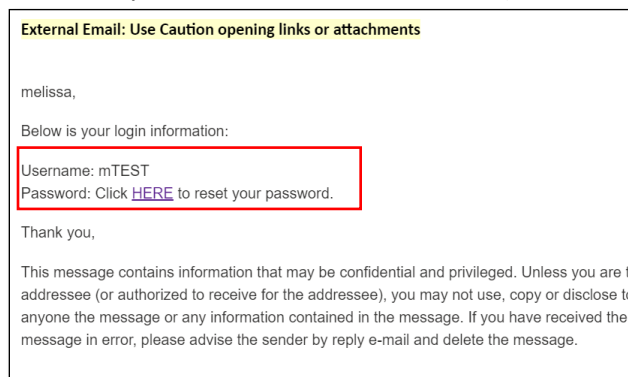 External Email: Use Caution opening links or attachments
melissa,
Below is your login information:
Username: mTEST
Password: Click HERE to reset your password.
Thank you,
This message contains information that may be confidential and privileged. Unless you are
addressee (or authorized to receive for the addressee), you may not use, copy or disclose
anyone the message or any information contained in the message. If you have received the
message in error, please advise the sender by reply e-mail and delete the message.